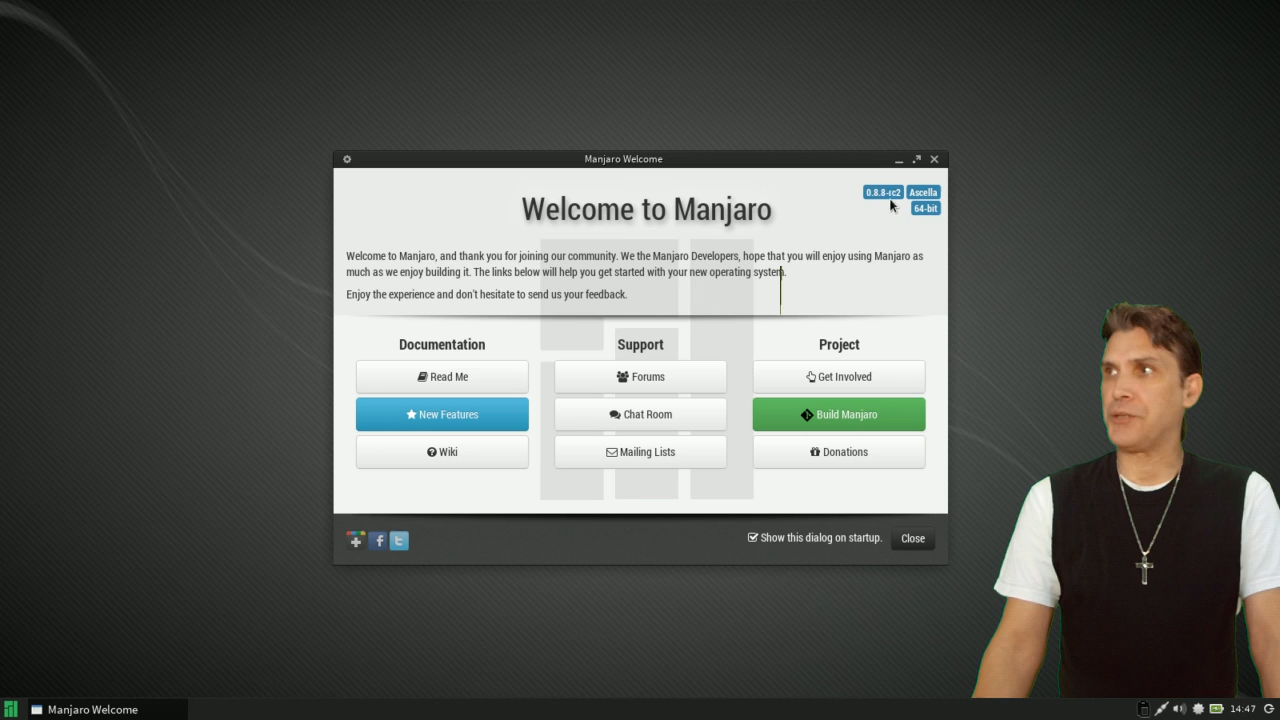 Manjaro Welcome
0.8.8-rc2 Ascella
64-bit
Welcome to Manjaro
Welcome to Manjaro, and thank you for joining our community. We the Manjaro Developers, hope that you will enjoy using Manjaro as
much as we enjoy building it. The links below will help you get started with your new operating system.
Enjoy the experience and don't hesitate to send us your feedback.
Documentation Support Project
Read Me Forums Get Involved
New Features Chat Room Build Manjaro
Wiki Mailing Lists Donations
Show this dialog on startup. Close
Manjaro Welcome 14:47